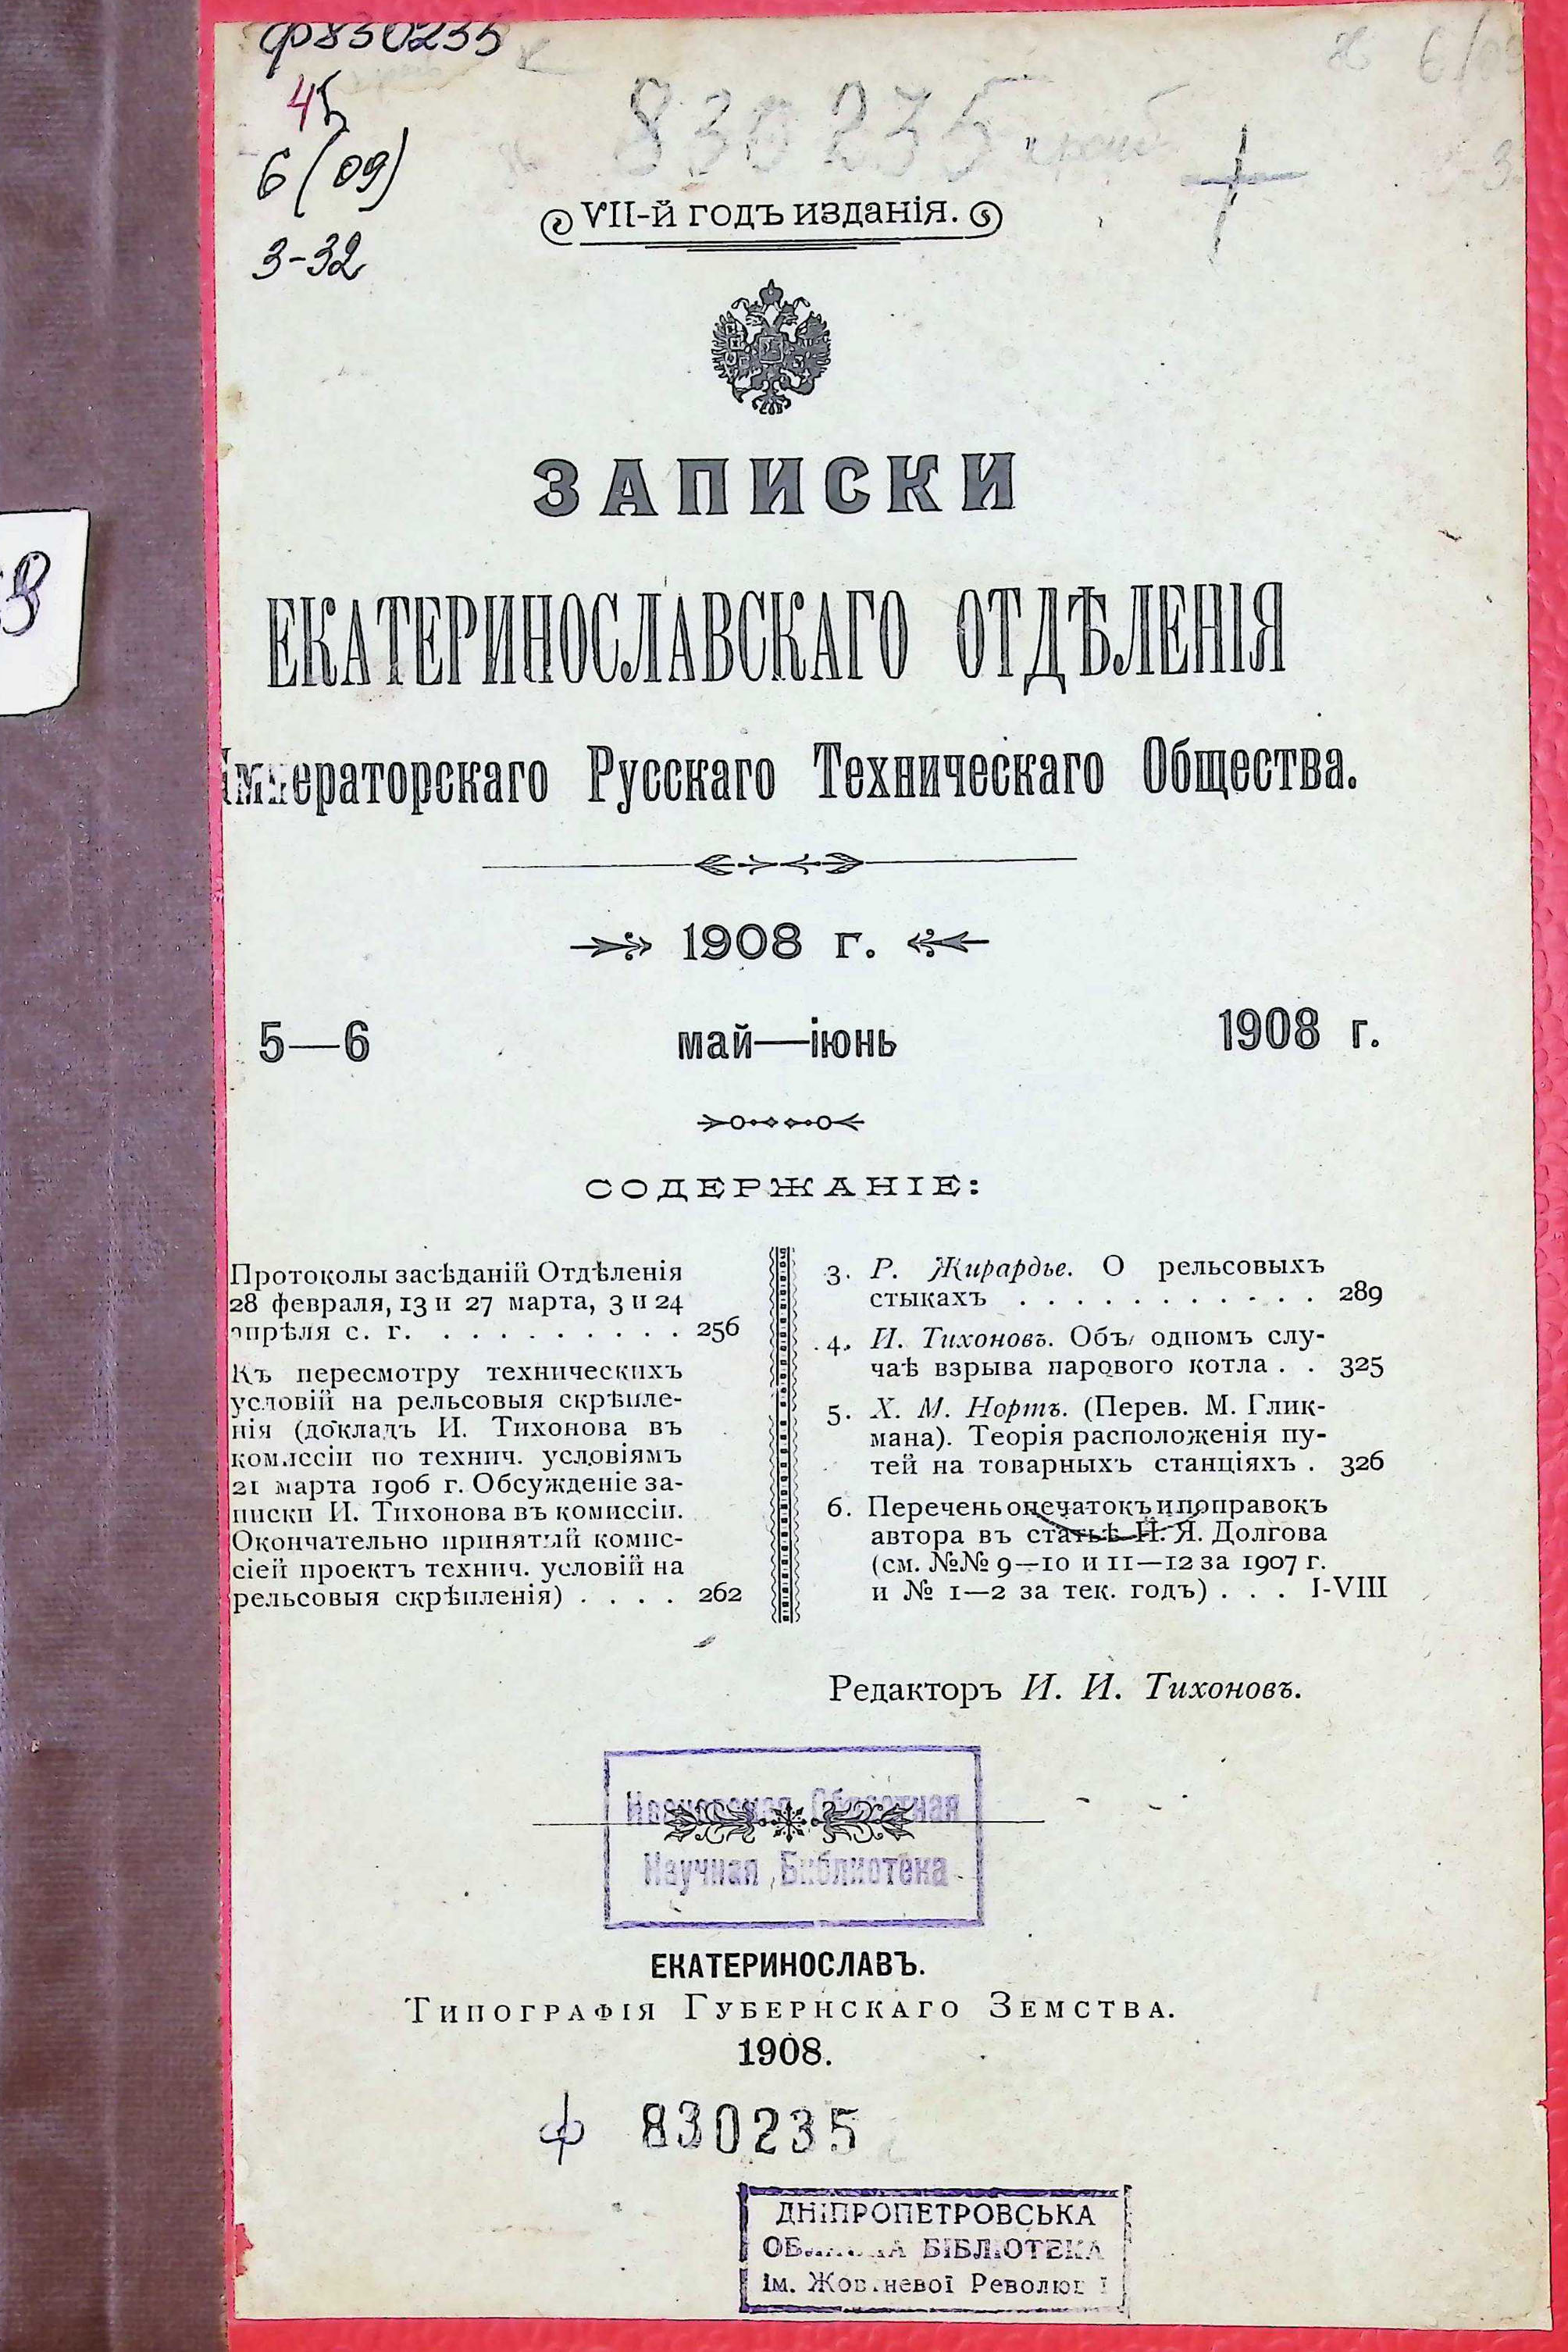 ф830235
45
6(09)
3-32
830235
VII-й годъ изданія.
ЗАПИСКИ
ЕКАТЕРИНОСЛАВСКАГО ОТДѢЛЕНІЯ
Императорскаго Русскаго Техническаго Общества.
1908 г.
5—6 май—іюнь 1908 г.
СОДЕРЖАНІЕ:
Протоколы засѣданій Отдѣленія
28 февраля, 13 и 27 марта, 3 и 24
апрѣля с. г. . . . . . . . . . . 256
Къ пересмотру техническихъ
условій на рельсовыя скрѣпле-
нія (докладъ И. Тихонова въ
комиссіи по технич. условіямъ
21 марта 1906 г. Обсужденіе за-
писки И. Тихонова въ комиссіи.
Окончательно принятый комис-
сіей проектъ технич. условій на
рельсовыя скрѣпленія) . . . . 262
3. Р. Жирардье. О рельсовыхъ
стыкахъ . . . . . . . . . . . . 289
4. И. Тихоновъ. Объ одномъ слу-
чаѣ взрыва парового котла . . 325
5. Х. М. Нортъ. (Перев. М. Глик-
мана). Теорія расположенія пу-
тей на товарныхъ станціяхъ . 326
6. Перечень опечатокъ и поправокъ
автора въ статьѣ Н. Я. Долгова
(см. №№ 9—10 и 11—12 за 1907 г.
и № 1—2 за тек. годъ) . . . I-VIII
Редакторъ И. И. Тихоновъ.
Областная
Научная Библиотека
ЕКАТЕРИНОСЛАВЪ.
Типографія Губернскаго Земства.
1908.
ф 830235
ДНІПРОПЕТРОВСЬКА
ОБЛАСНА БІБЛІОТЕКА
Ім. Жовтневої Революції